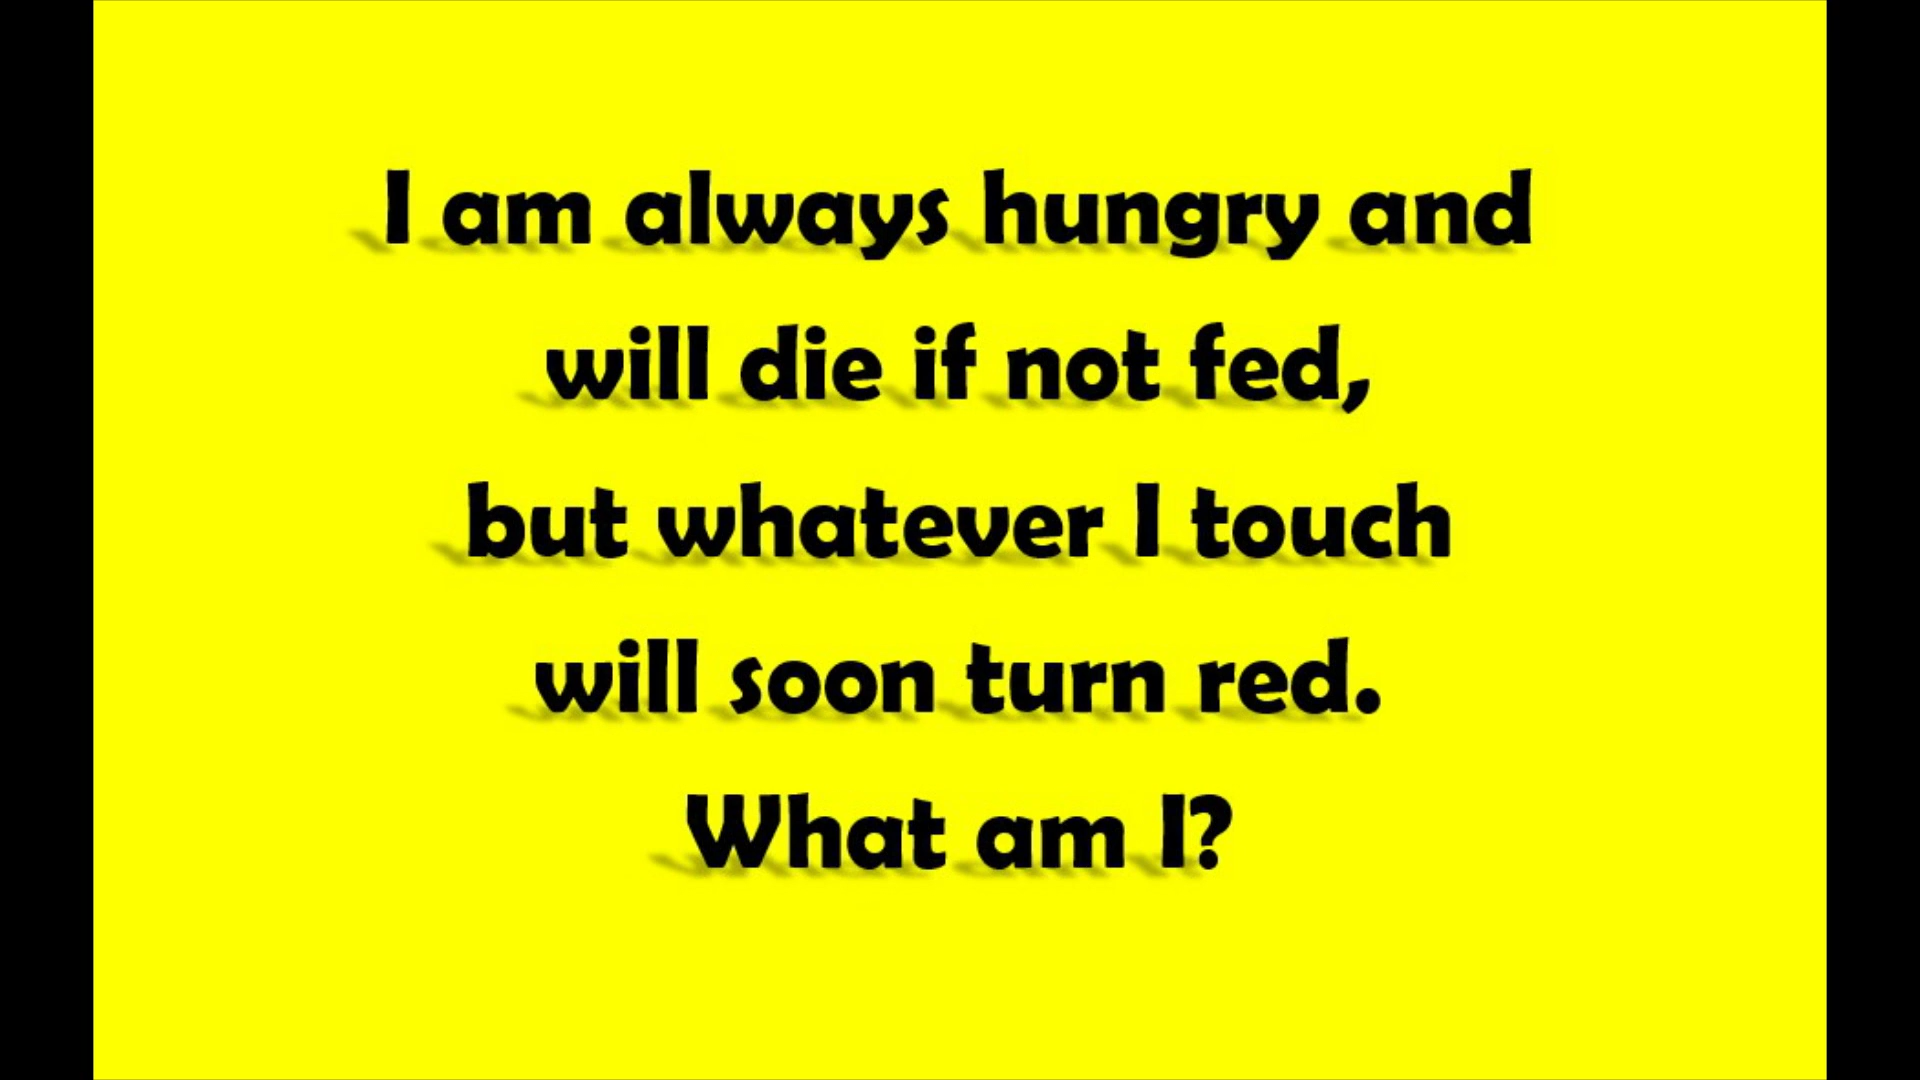 I am always hungry and
will die if not fed,
but whatever I touch
will soon turn red.
What am I?